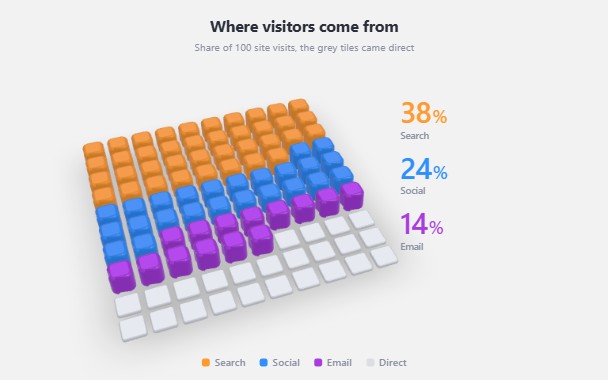 Where visitors come from
Share of 100 site visits, the grey tiles came direct
38%
Search
24%
Social
14%
Email
Search Social Email Direct